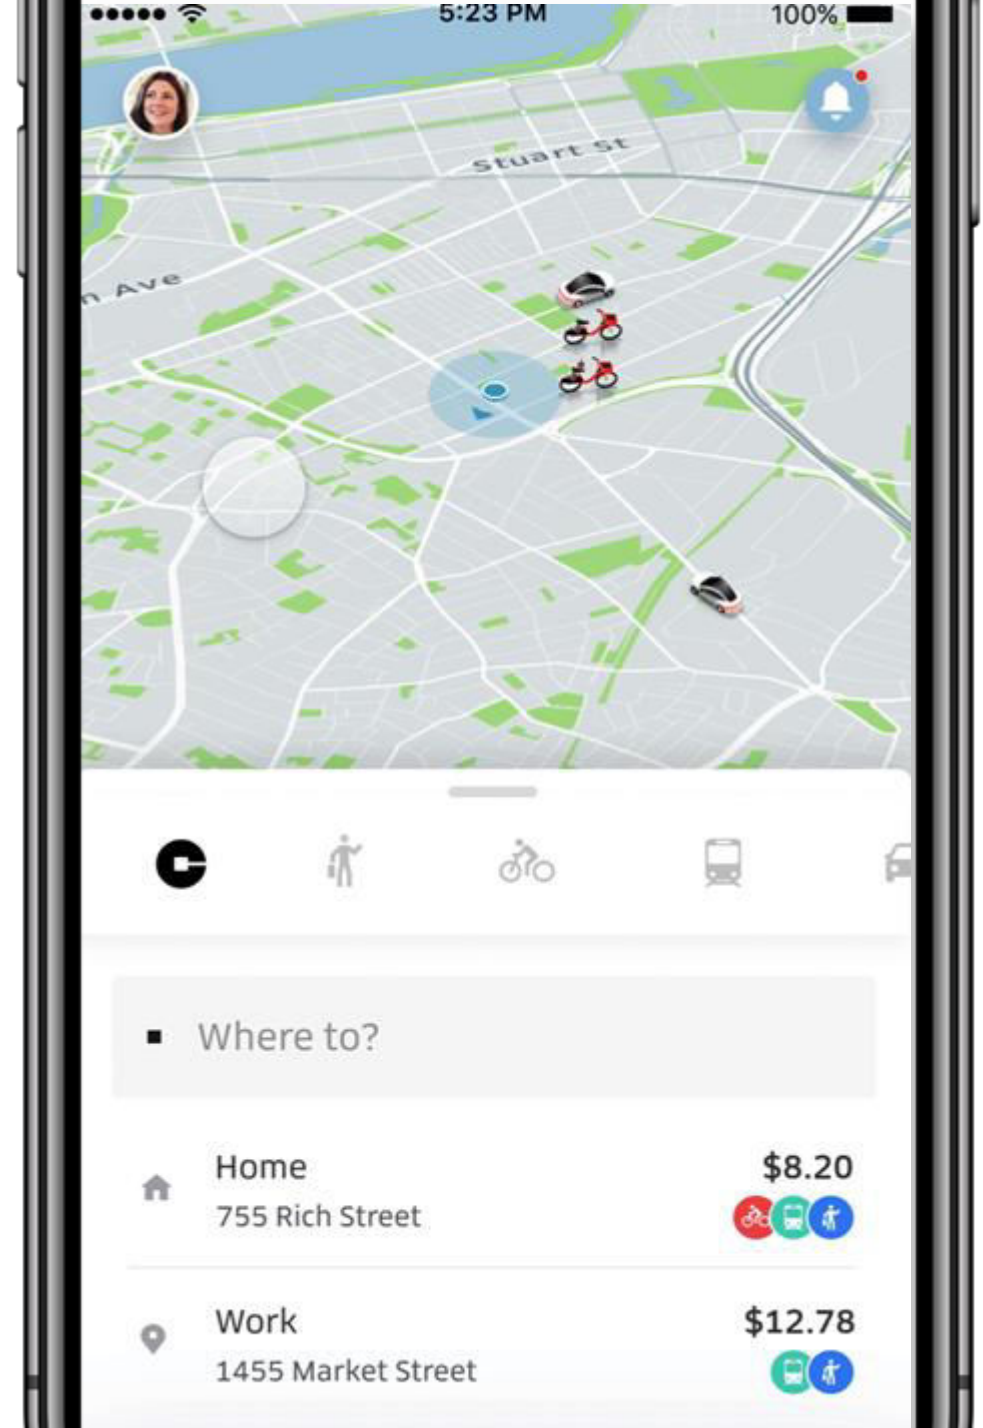 5:23 PM
100%
Stuart St
n Ave
Where to?
Home
$8.20
755 Rich Street
Work
$12.78
1455 Market Street